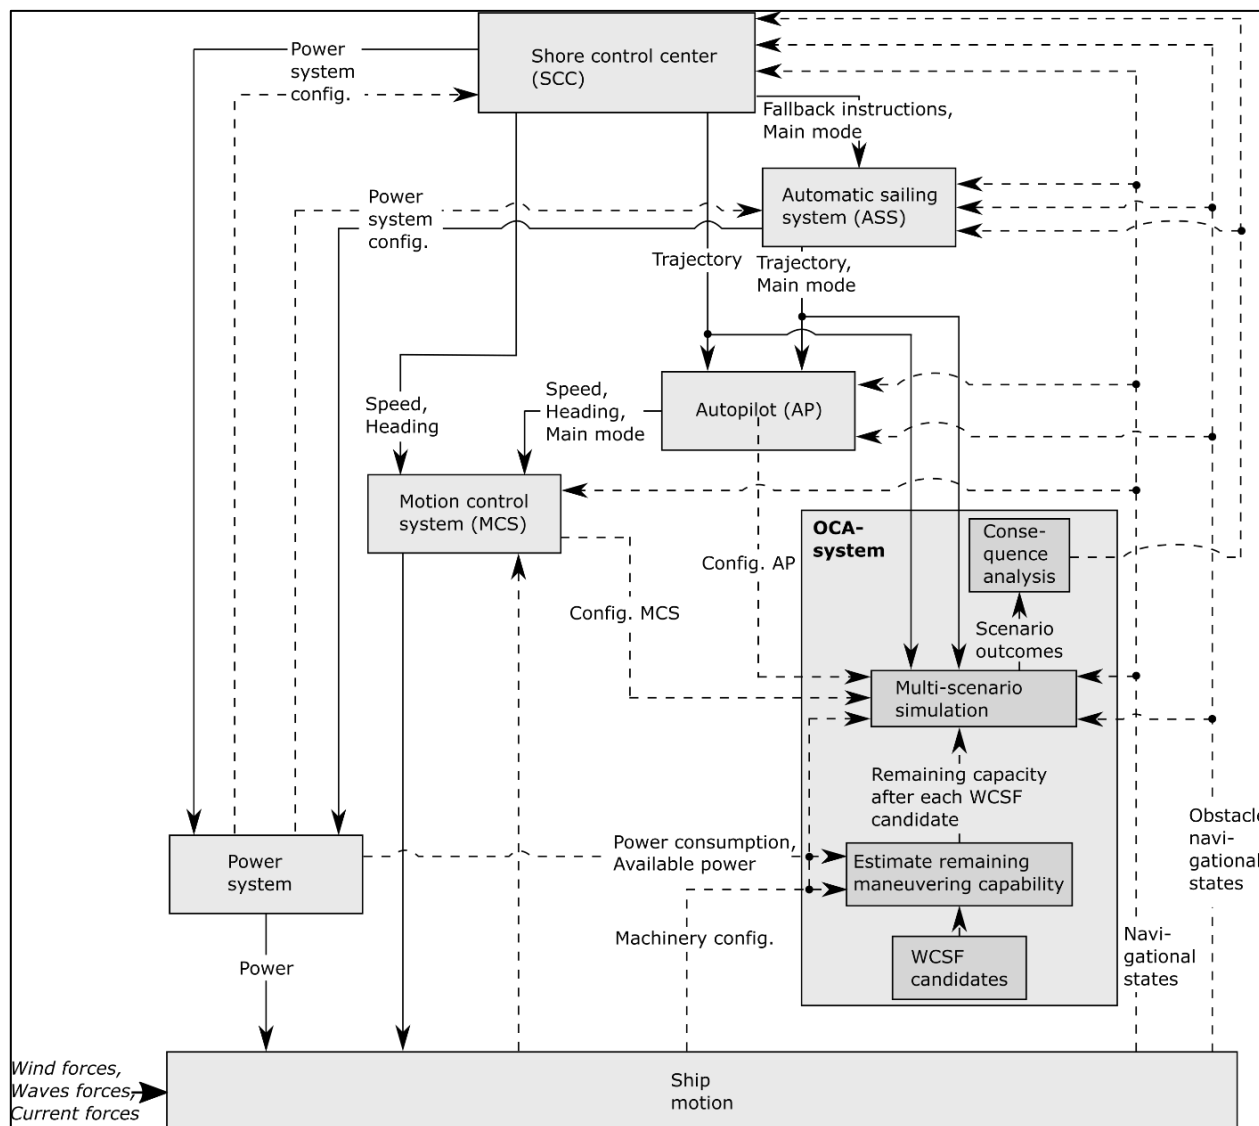 Shore control center
(SCC)
Power
system
config.
Fallback instructions,
Main mode
Automatic sailing
system (ASS)
Power
system
config.
Trajectory
Trajectory,
Main mode
Autopilot (AP)
Speed,
Heading
Speed,
Heading,
Main mode
Motion control
system (MCS)
OCA-
system
Conse-
quence
analysis
Config. AP
Config. MCS
Scenario
outcomes
Multi-scenario
simulation
Remaining capacity
after each WCSF
candidate
Obstacle
navi-
gational
states
Power
system
Power consumption,
Available power
Estimate remaining
maneuvering capability
Machinery config.
WCSF
candidates
Navi-
gational
states
Power
Wind forces,
Waves forces,
Current forces
Ship
motion